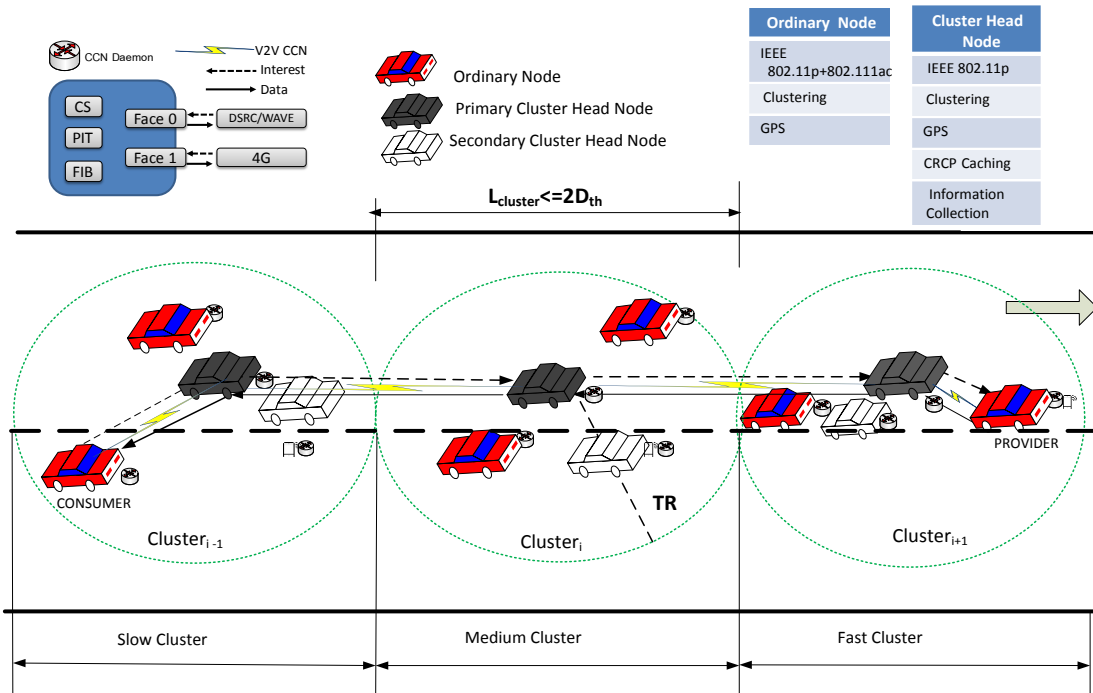 CCN Daemon
V2V CCN
Interest
Data
CS
PIT
FIB
Face 0
DSRC/WAVE
Face 1
4G
Ordinary Node
Primary Cluster Head Node
Secondary Cluster Head Node
Ordinary Node
IEEE
802.11p+802.111ac
Clustering
GPS
Cluster Head
Node
IEEE 802.11p
Clustering
GPS
CRCP Caching
Information
Collection
Lcluster<=2Dth
CONSUMER
PROVIDER
TR
Clusteri -1
Clusteri
Clusteri+1
Slow Cluster
Medium Cluster
Fast Cluster